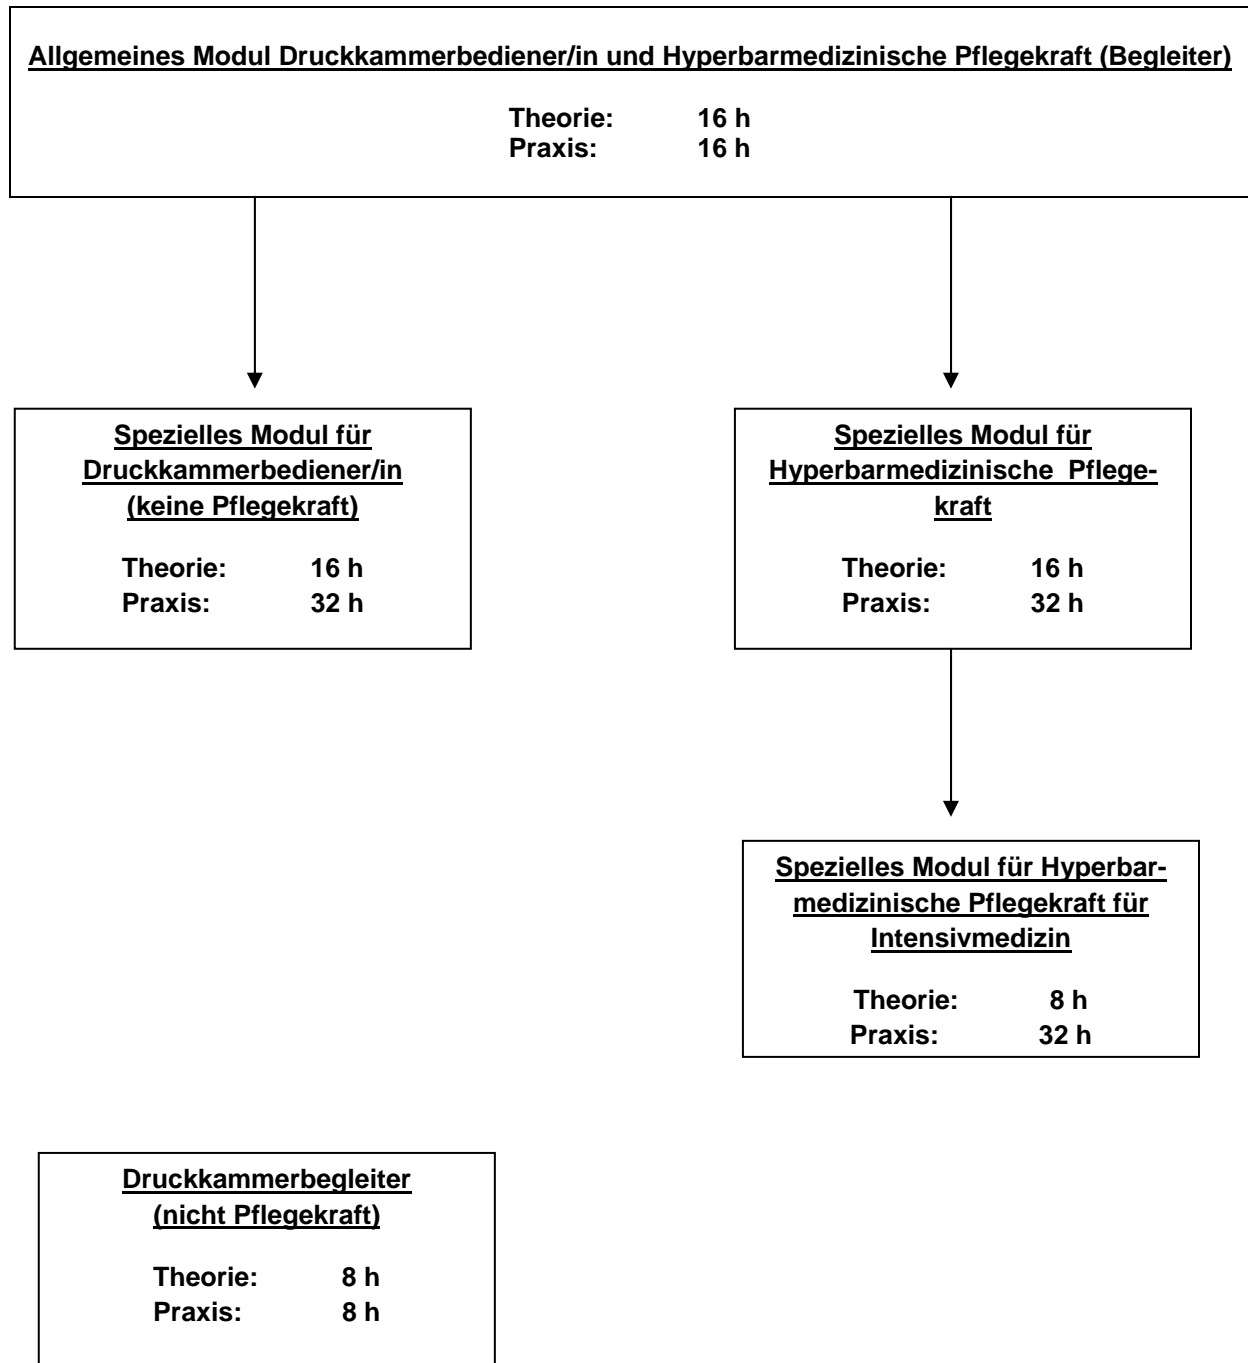 Allgemeines Modul Druckkammerbediener/in und Hyperbarmedizinische Pflegekraft (Begleiter)
Theorie: 16 h
Praxis: 16 h
Spezielles Modul für
Druckkammerbediener/in
(keine Pflegekraft)
Theorie: 16 h
Praxis: 32 h
Spezielles Modul für
Hyperbarmedizinische Pflege-
kraft
Theorie: 16 h
Praxis: 32 h
Spezielles Modul für Hyperbar-
medizinische Pflegekraft für
Intensivmedizin
Theorie: 8 h
Praxis: 32 h
Druckkammerbegleiter
(nicht Pflegekraft)
Theorie: 8 h
Praxis: 8 h